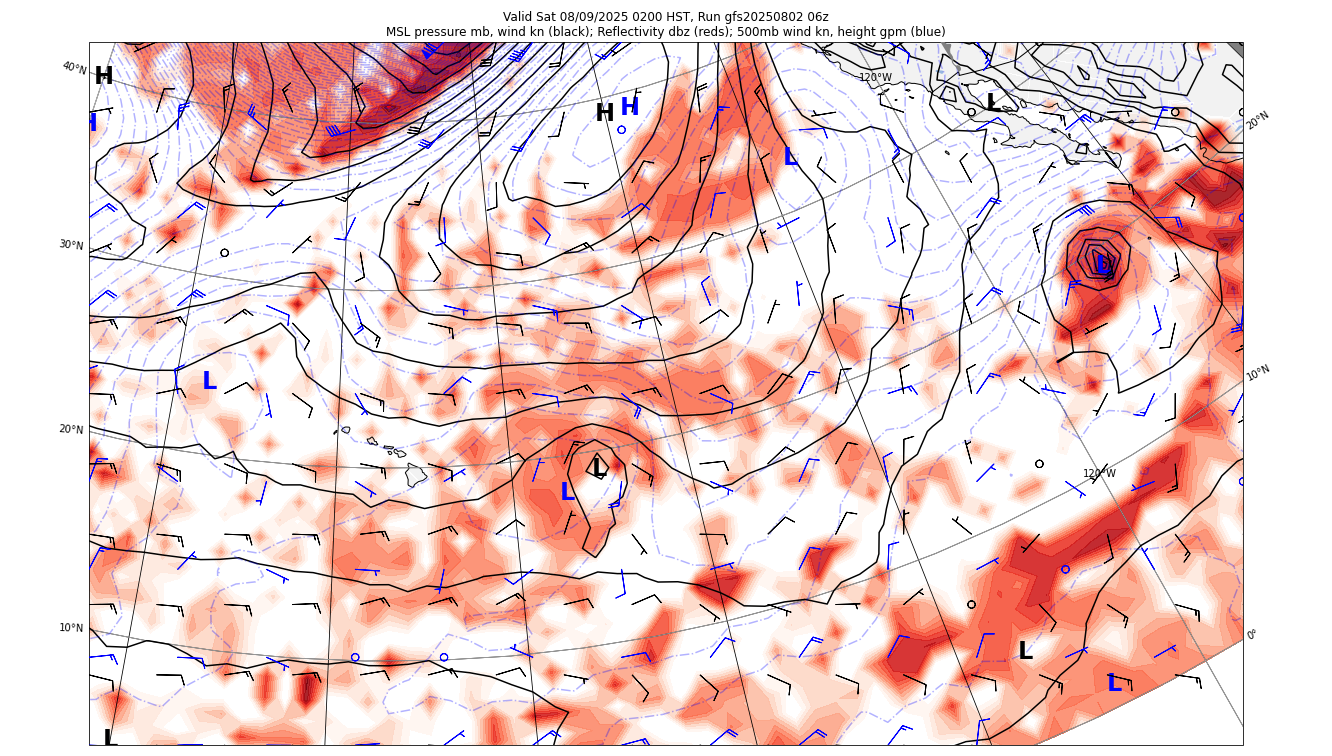 Valid Sat 08/09/2025 0200 HST, Run gfs20250802 06z
MSL pressure mb, wind kn (black); Reflectivity dbz (reds); 500mb wind kn, height gpm (blue)
40°N
H
120°W
L
H
H
H
20°N
L
30°N
L
L
10°N
20°N
L
L
120°W
10°N
0°
L
L
L